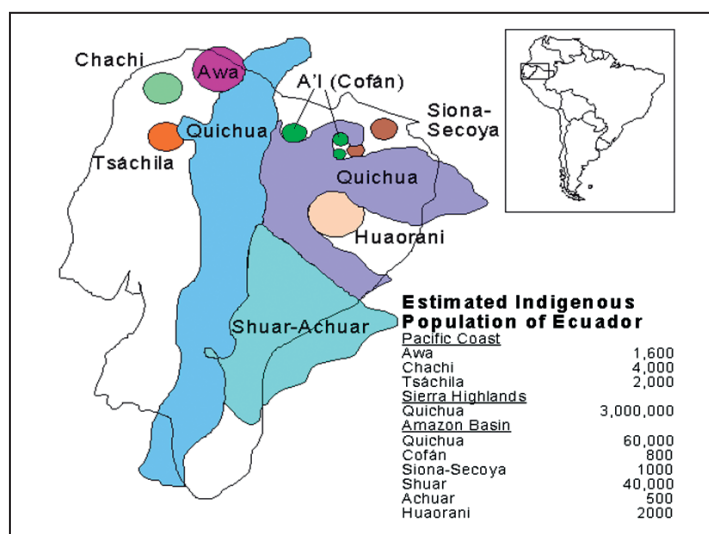 Chachi
Awa
A'I (Cofán)
Siona-
Secoya
Quichua
Tsáchila
Quichua
Huaorani
Shuar-Achuar
Estimated Indigenous
Population of Ecuador
Pacific Coast
Awa 1,600
Chachi 4,000
Tsáchila 2,000
Sierra Highlands
Quichua 3,000,000
Amazon Basin
Quichua 60,000
Cofán 800
Siona-Secoya 1000
Shuar 40,000
Achuar 500
Huaorani 2000